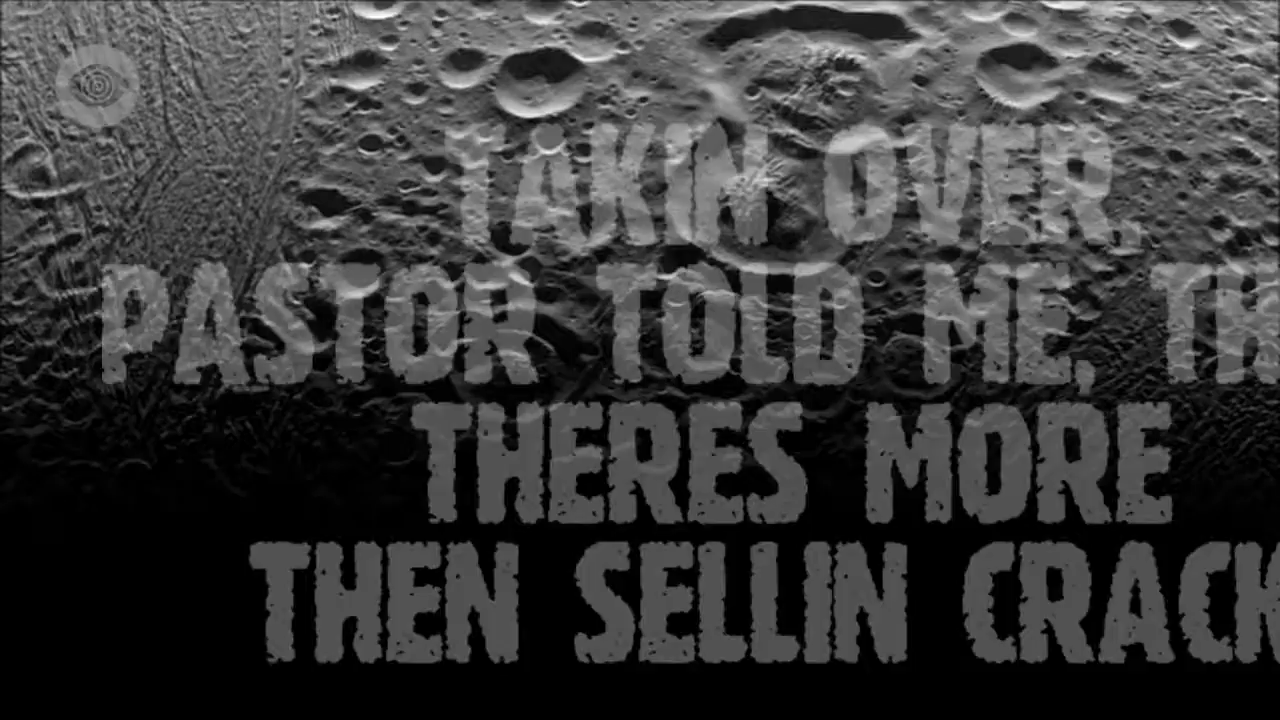 TAKIN OVER,
PASTOR TOLD ME, TH
THERES MORE
THEN SELLIN CRACK